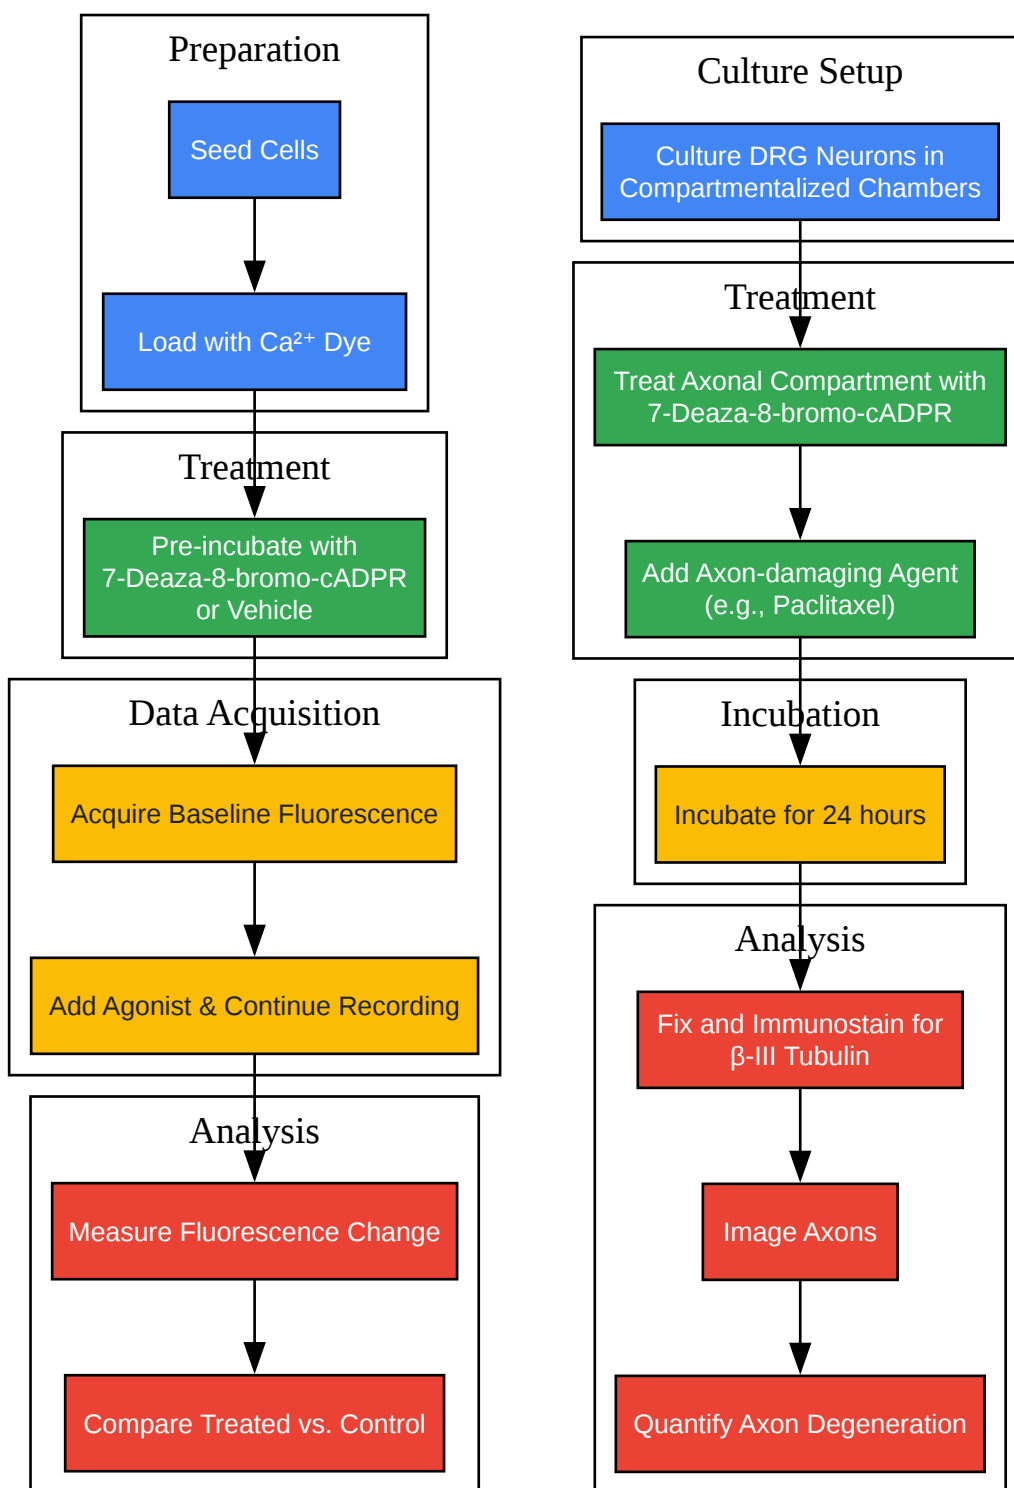 Preparation
Seed Cells
Load with Ca²⁺ Dye
Treatment
Pre-incubate with
7-Deaza-8-bromo-cADPR
or Vehicle
Data Acquisition
Acquire Baseline Fluorescence
Add Agonist & Continue Recording
Analysis
Measure Fluorescence Change
Compare Treated vs. Control
Culture Setup
Culture DRG Neurons in
Compartmentalized Chambers
Treatment
Treat Axonal Compartment with
7-Deaza-8-bromo-cADPR
Add Axon-damaging Agent
(e.g., Paclitaxel)
Incubation
Incubate for 24 hours
Analysis
Fix and Immunostain for
β-III Tubulin
Image Axons
Quantify Axon Degeneration